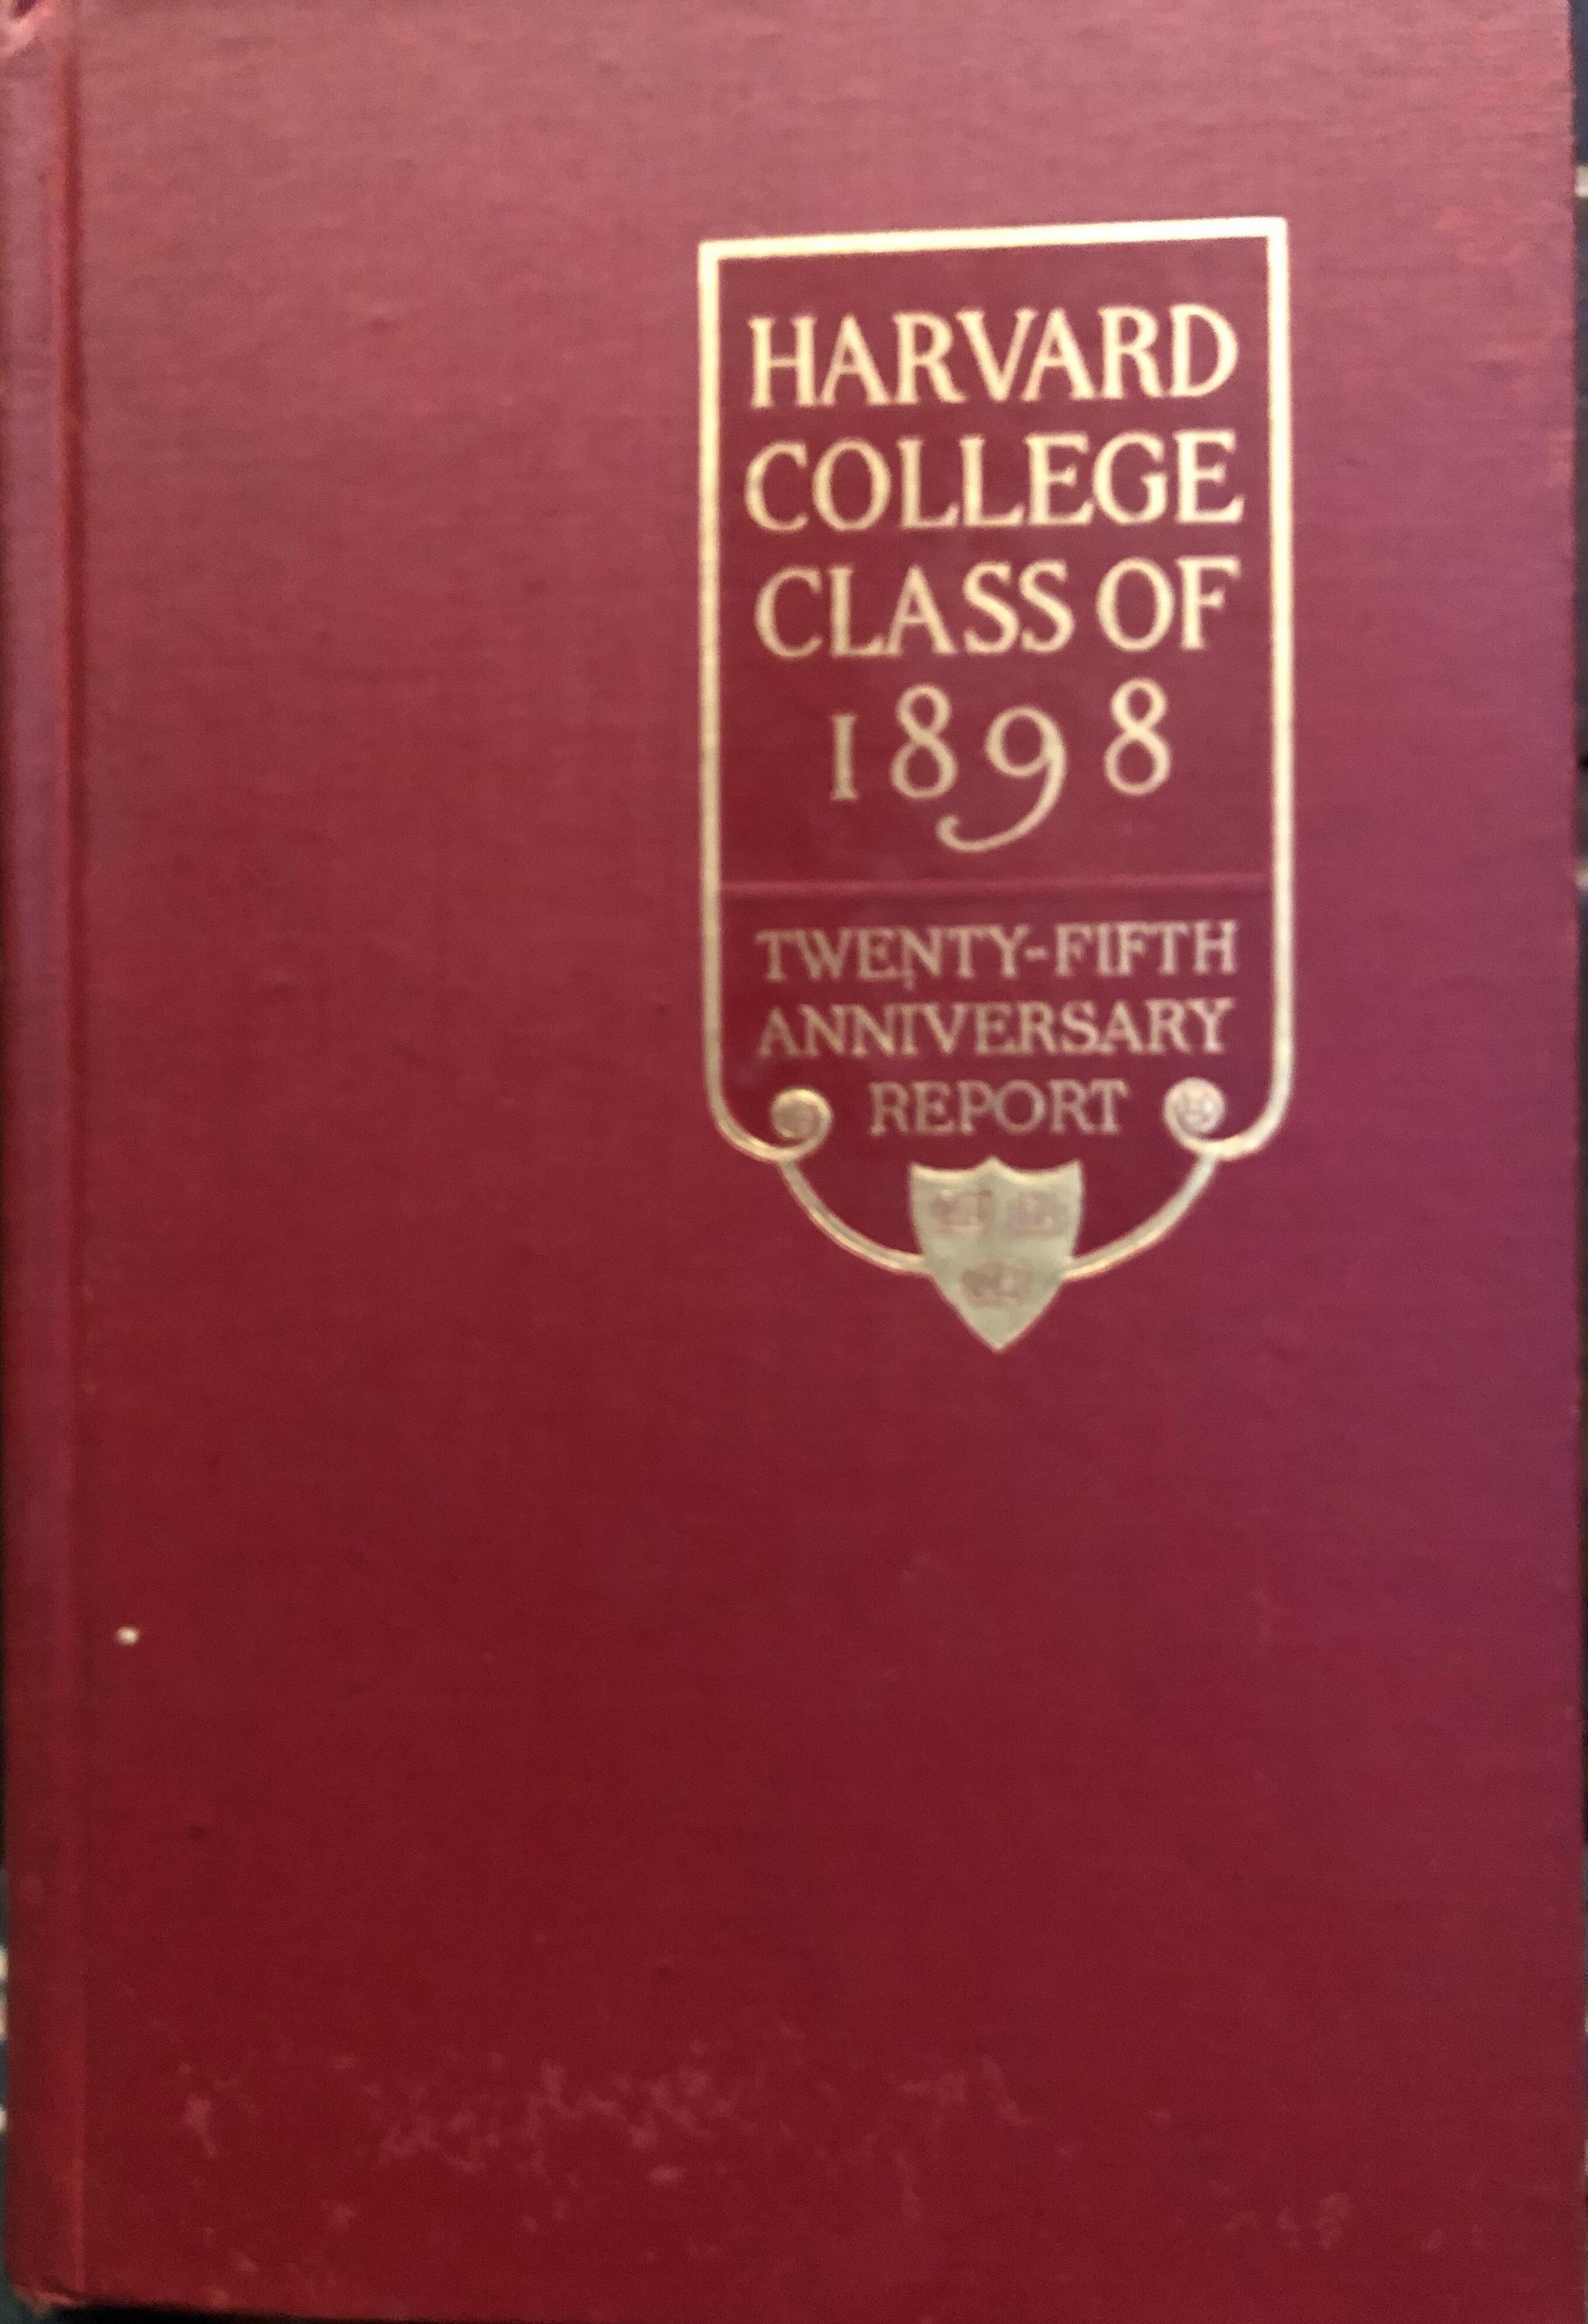 HARVARD
COLLEGE
CLASS OF
1898
TWENTY-FIFTH
ANNIVERSARY
REPORT